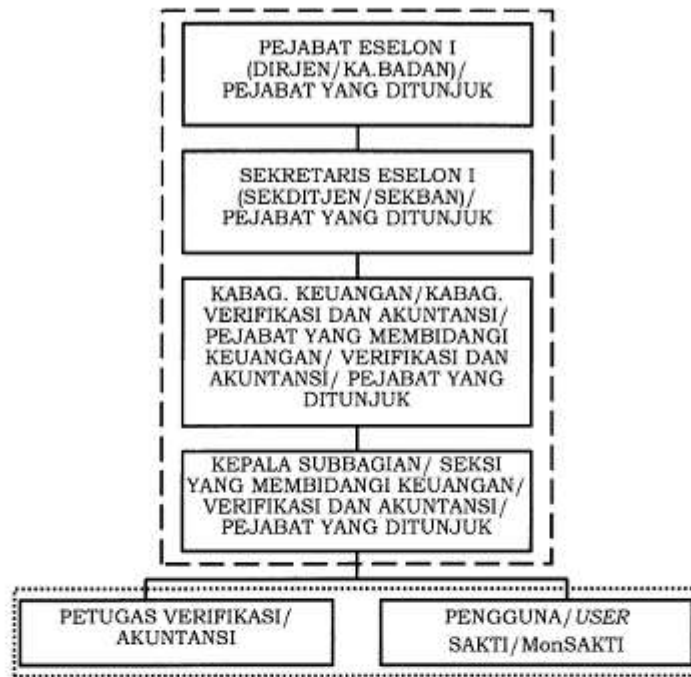 PEJABAT ESELON I
(DIRJEN/KA.BADAN)/
PEJABAT YANG DITUNJUK
SEKRETARIS ESELON I
(SEKDITJEN/SEKBAN)/
PEJABAT YANG DITUNJUK
KABAG. KEUANGAN/KABAG.
VERIFIKASI DAN AKUNTANSI/
PEJABAT YANG MEMBIDANGI
KEUANGAN/ VERIFIKASI DAN
AKUNTANSI/ PEJABAT YANG
DITUNJUK
KEPALA SUBBAGIAN/ SEKSI
YANG MEMBIDANGI KEUANGAN/
VERIFIKASI DAN AKUNTANSI/
PEJABAT YANG DITUNJUK
PETUGAS VERIFIKASI/
AKUNTANSI
PENGGUNA/USER
SAKTI/MonSAKTI